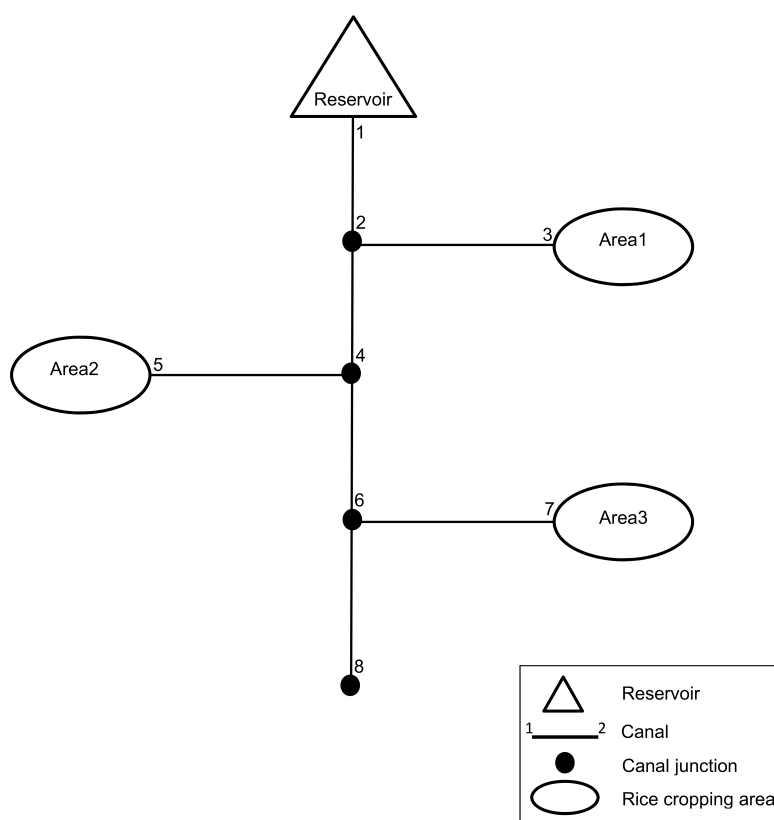 Reservoir
1
2
3
Area1
Area2
5
4
6
7
Area3
8
Reservoir
1 2 Canal
Canal junction
Rice cropping area